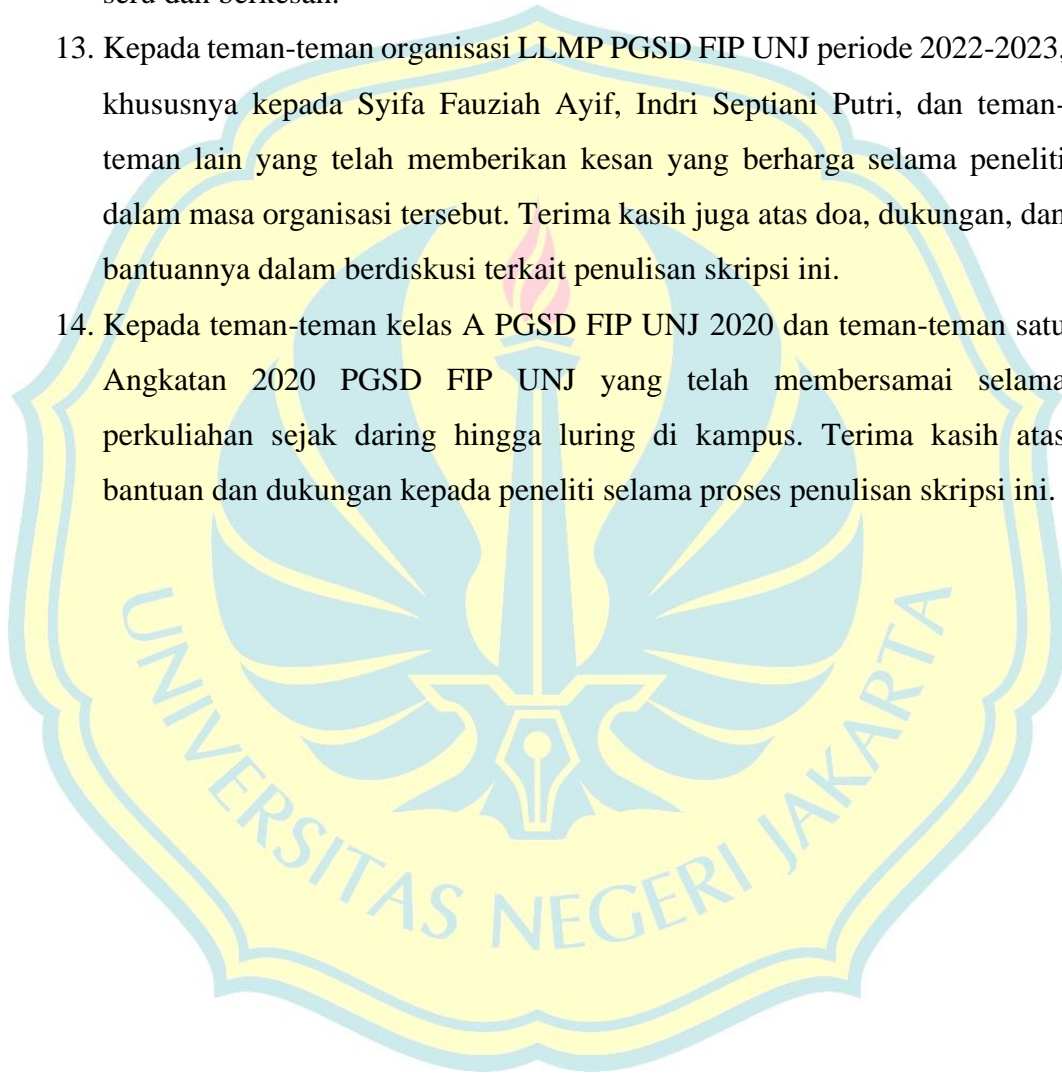 seru dan berkesan.
13. Kepada teman-teman organisasi LLMP PGSD FIP UNJ periode 2022-2023,
khususnya kepada Syifa Fauziah Ayif, Indri Septiani Putri, dan teman-
teman lain yang telah memberikan kesan yang berharga selama peneliti
dalam masa organisasi tersebut. Terima kasih juga atas doa, dukungan, dan
bantuannya dalam berdiskusi terkait penulisan skripsi ini.
14. Kepada teman-teman kelas A PGSD FIP UNJ 2020 dan teman-teman satu
Angkatan 2020 PGSD FIP UNJ yang telah membersamai selama
perkuliahan sejak daring hingga luring di kampus. Terima kasih atas
bantuan dan dukungan kepada peneliti selama proses penulisan skripsi ini.
UNIVERSITAS NEGERI JAKARTA